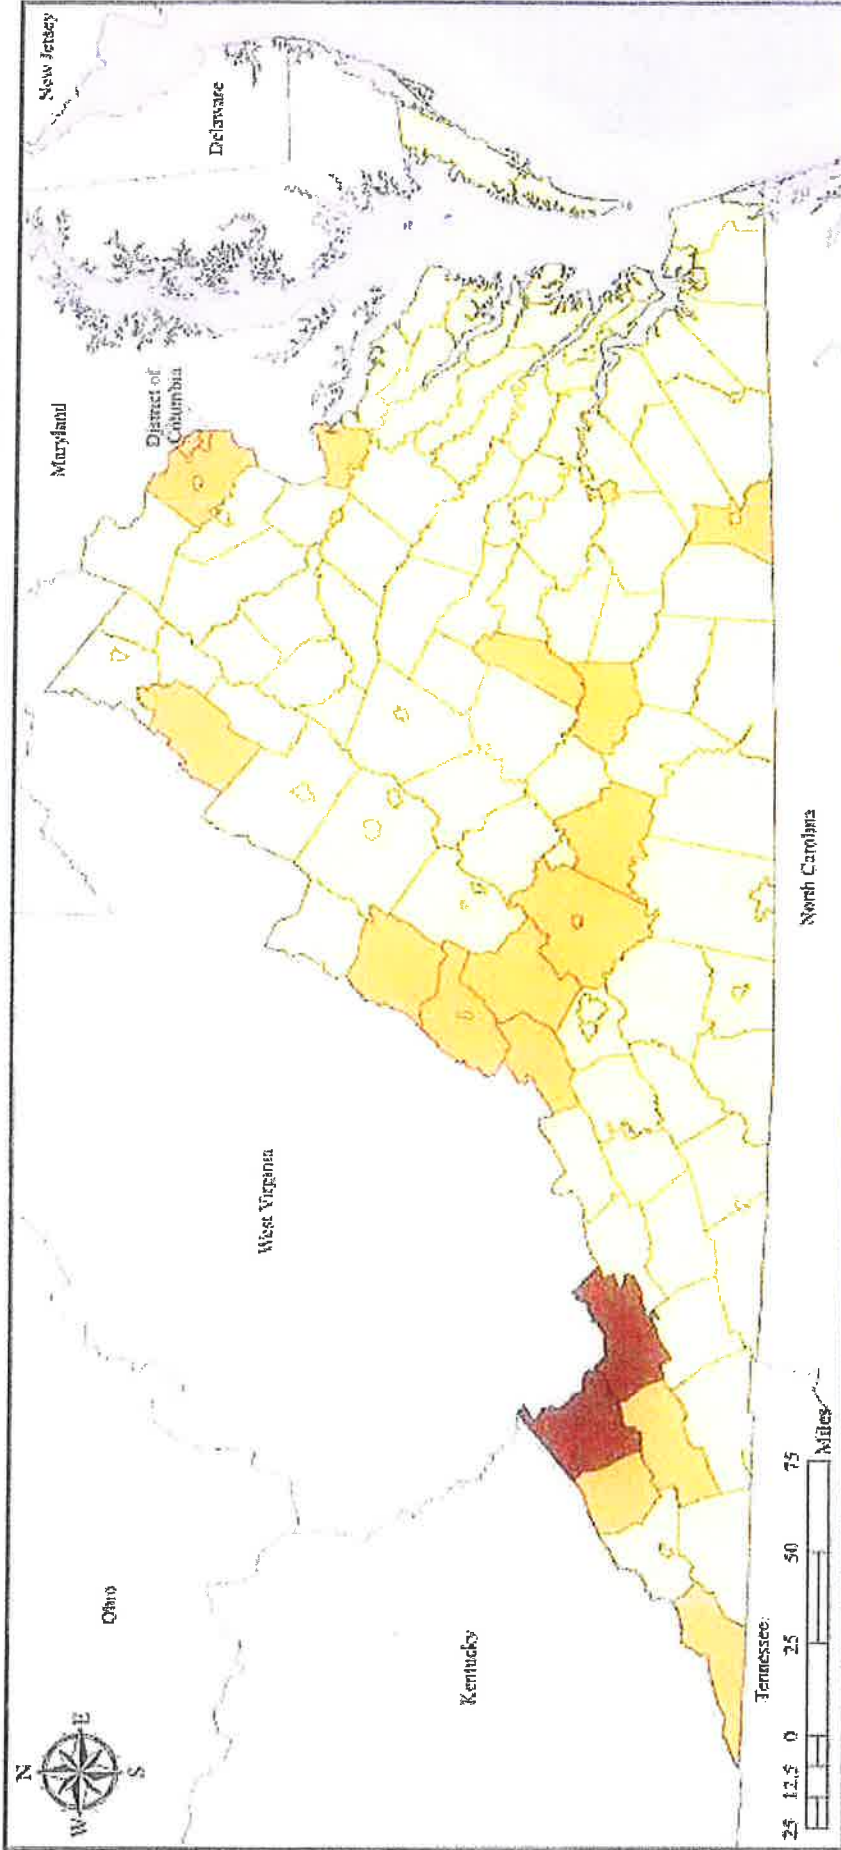 New Jersey
Maryland
Delaware
District of
Columbia
Ohio
West Virginia
Kentucky
Tennessee
North Carolina
N
W
E
S
25 12.5 0 25 50 75
Miles